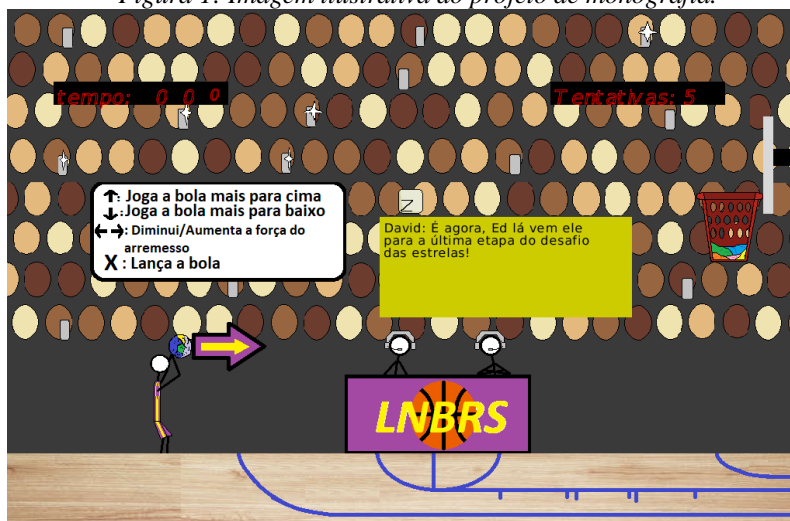 Figura 1: Imagem ilustrativa do projeto de monografia.
tempo: 0 0 0
Tentativas: 5
↑: Joga a bola mais para cima
↓:Joga a bola mais para baixo
←→: Diminui/Aumenta a força do
arremesso
X : Lança a bola
Z
David: É agora, Ed lá vem ele
para a última etapa do desafio
das estrelas!
LNBRS